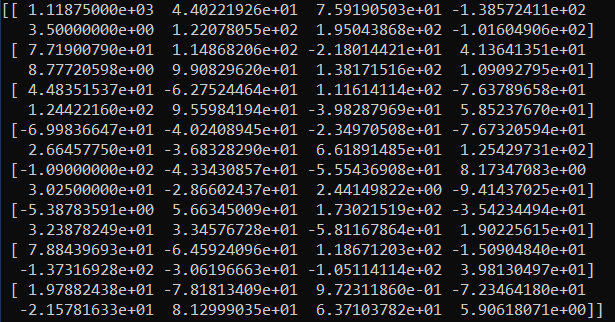 [[ 1.11875000e+03 4.40221926e+01 7.59190503e+01 -1.38572411e+02
3.50000000e+01 1.22078055e+02 1.95043868e+02 -1.01604906e+02]
[ 7.71900791e+01 1.14868206e+02 -2.18014421e+01 4.13641351e+01
8.77720598e+00 9.90829620e+01 1.38171516e+02 1.09092795e+01]
[ 4.48351537e+01 -6.27524464e+01 1.11614114e+02 -7.63789658e+01
1.24422160e+02 9.55984194e+01 -3.98287969e+01 5.85237670e+01]
[-6.99836647e+01 -4.02408945e+01 -2.34970508e+01 -7.67320594e+01
2.66457750e+01 -3.68328290e+01 6.61891485e+01 1.25429731e+02]
[-1.09000000e+02 -4.33430857e+01 -5.55436908e+01 8.17347083e+00
3.02500000e+01 -2.86602437e+01 2.44149822e+00 -9.41437025e+01]
[-5.38783591e+00 5.66345009e+01 1.73021519e+02 -3.54234494e+01
3.23878249e+01 3.34576728e+01 -5.81167864e+01 1.90225615e+01]
[ 7.88439693e+01 -6.45924096e+01 1.18671203e+02 -1.50904840e+01
-1.37316928e+02 -3.06196663e+01 -1.05114114e+02 3.98130497e+01]
[ 1.97882438e+01 -7.81813409e+01 9.72311860e-01 -7.23464180e+01
-2.15781633e+01 8.12999035e+01 6.37103782e+01 5.90618071e+00]]